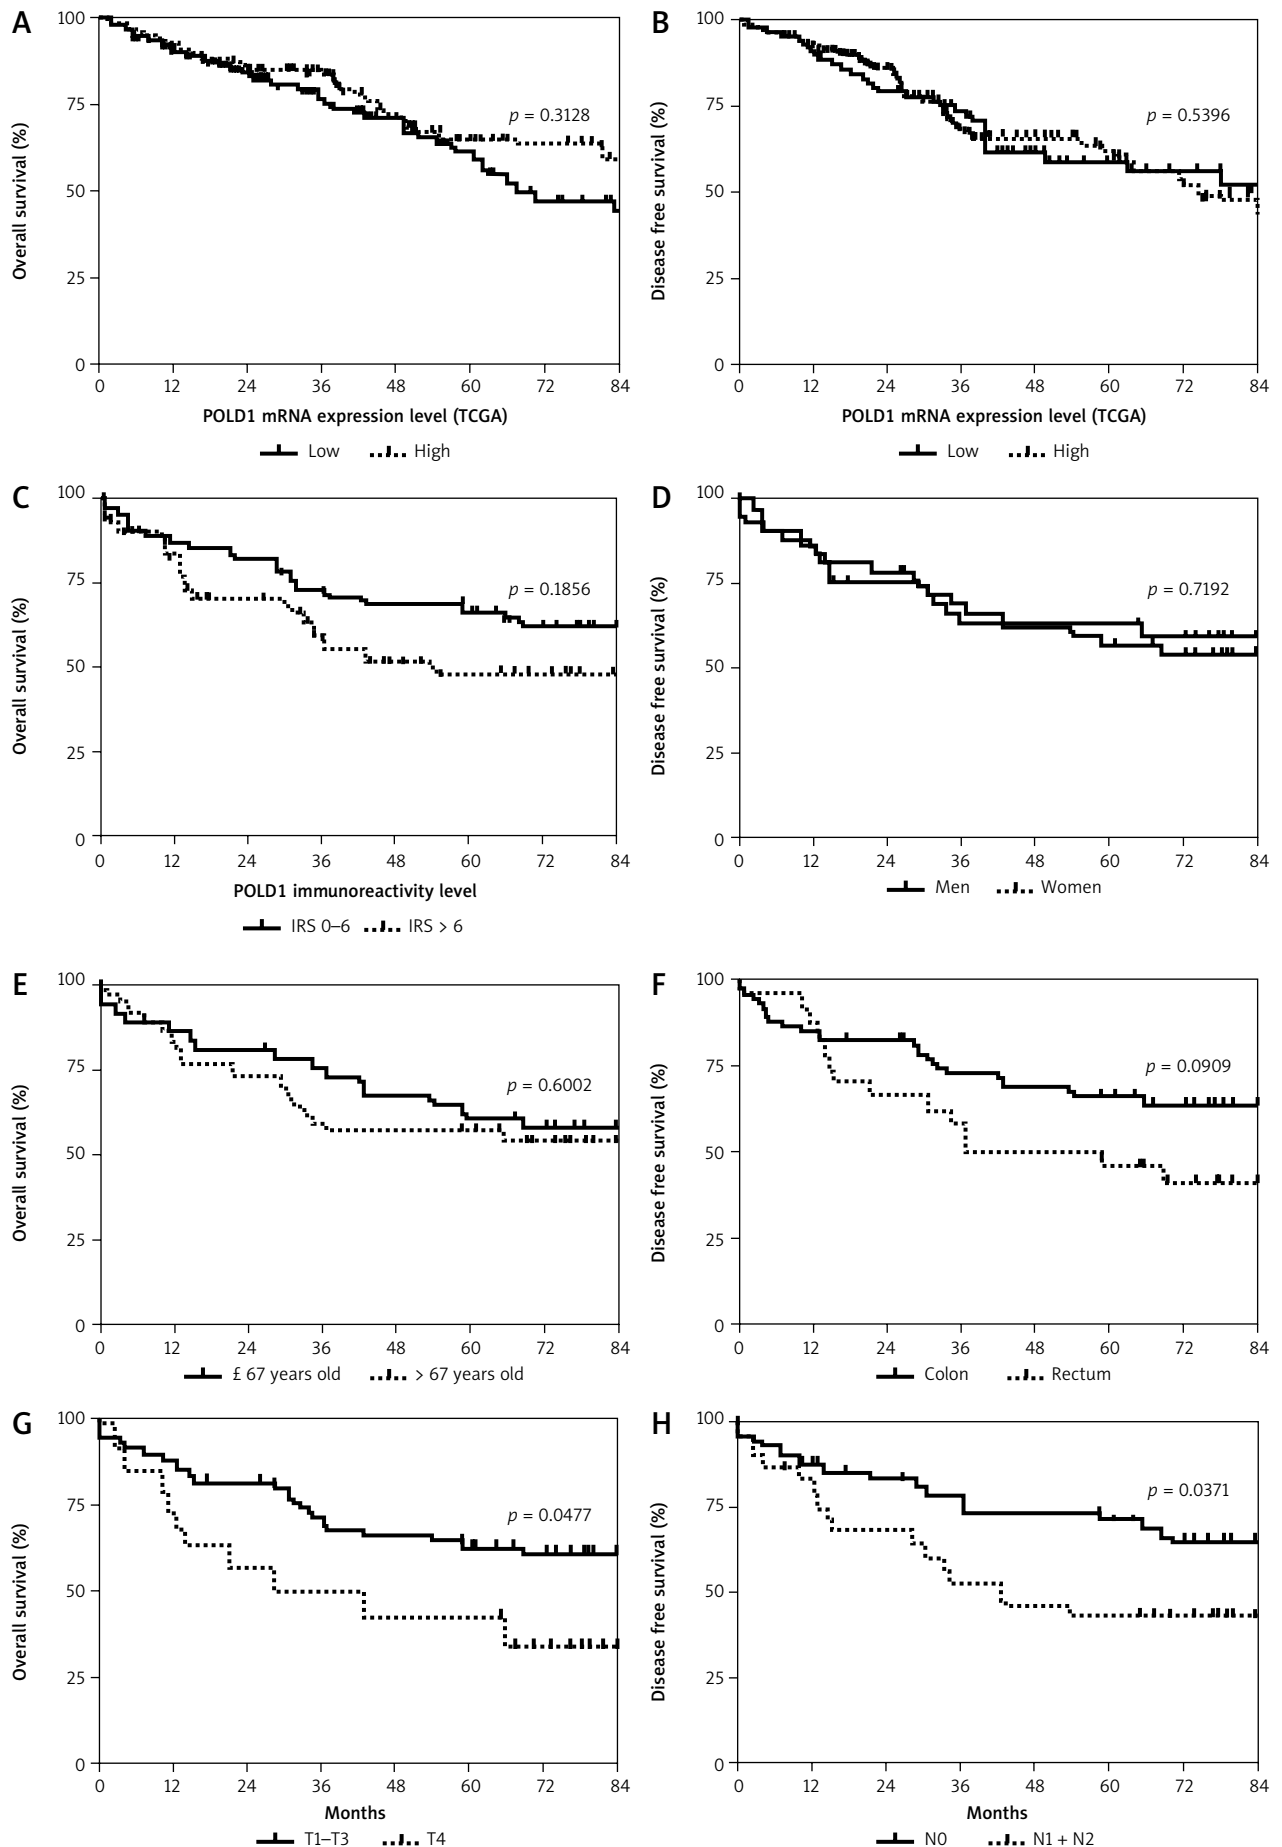 A
Overall survival (%)
100
75
50
25
0
p = 0.3128
0 12 24 36 48 60 72 84
POLD1 mRNA expression level (TCGA)
Low High
B
Disease free survival (%)
100
75
50
25
0
p = 0.5396
0 12 24 36 48 60 72 84
POLD1 mRNA expression level (TCGA)
Low High
C
Overall survival (%)
100
75
50
25
0
p = 0.1856
0 12 24 36 48 60 72 84
POLD1 immunoreactivity level
IRS 0–6 IRS > 6
D
Disease free survival (%)
100
75
50
25
0
p = 0.7192
0 12 24 36 48 60 72 84
Men Women
E
Overall survival (%)
100
75
50
25
0
p = 0.6002
0 12 24 36 48 60 72 84
£ 67 years old > 67 years old
F
Disease free survival (%)
100
75
50
25
0
p = 0.0909
0 12 24 36 48 60 72 84
Colon Rectum
G
Overall survival (%)
100
75
50
25
0
p = 0.0477
0 12 24 36 48 60 72 84
Months
T1–T3 T4
H
Disease free survival (%)
100
75
50
25
0
p = 0.0371
0 12 24 36 48 60 72 84
Months
N0 N1 + N2